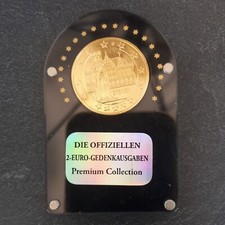 DIE OFFIZIELLEN
2-EURO-GEDENKAUSGABEN
Premium Collection